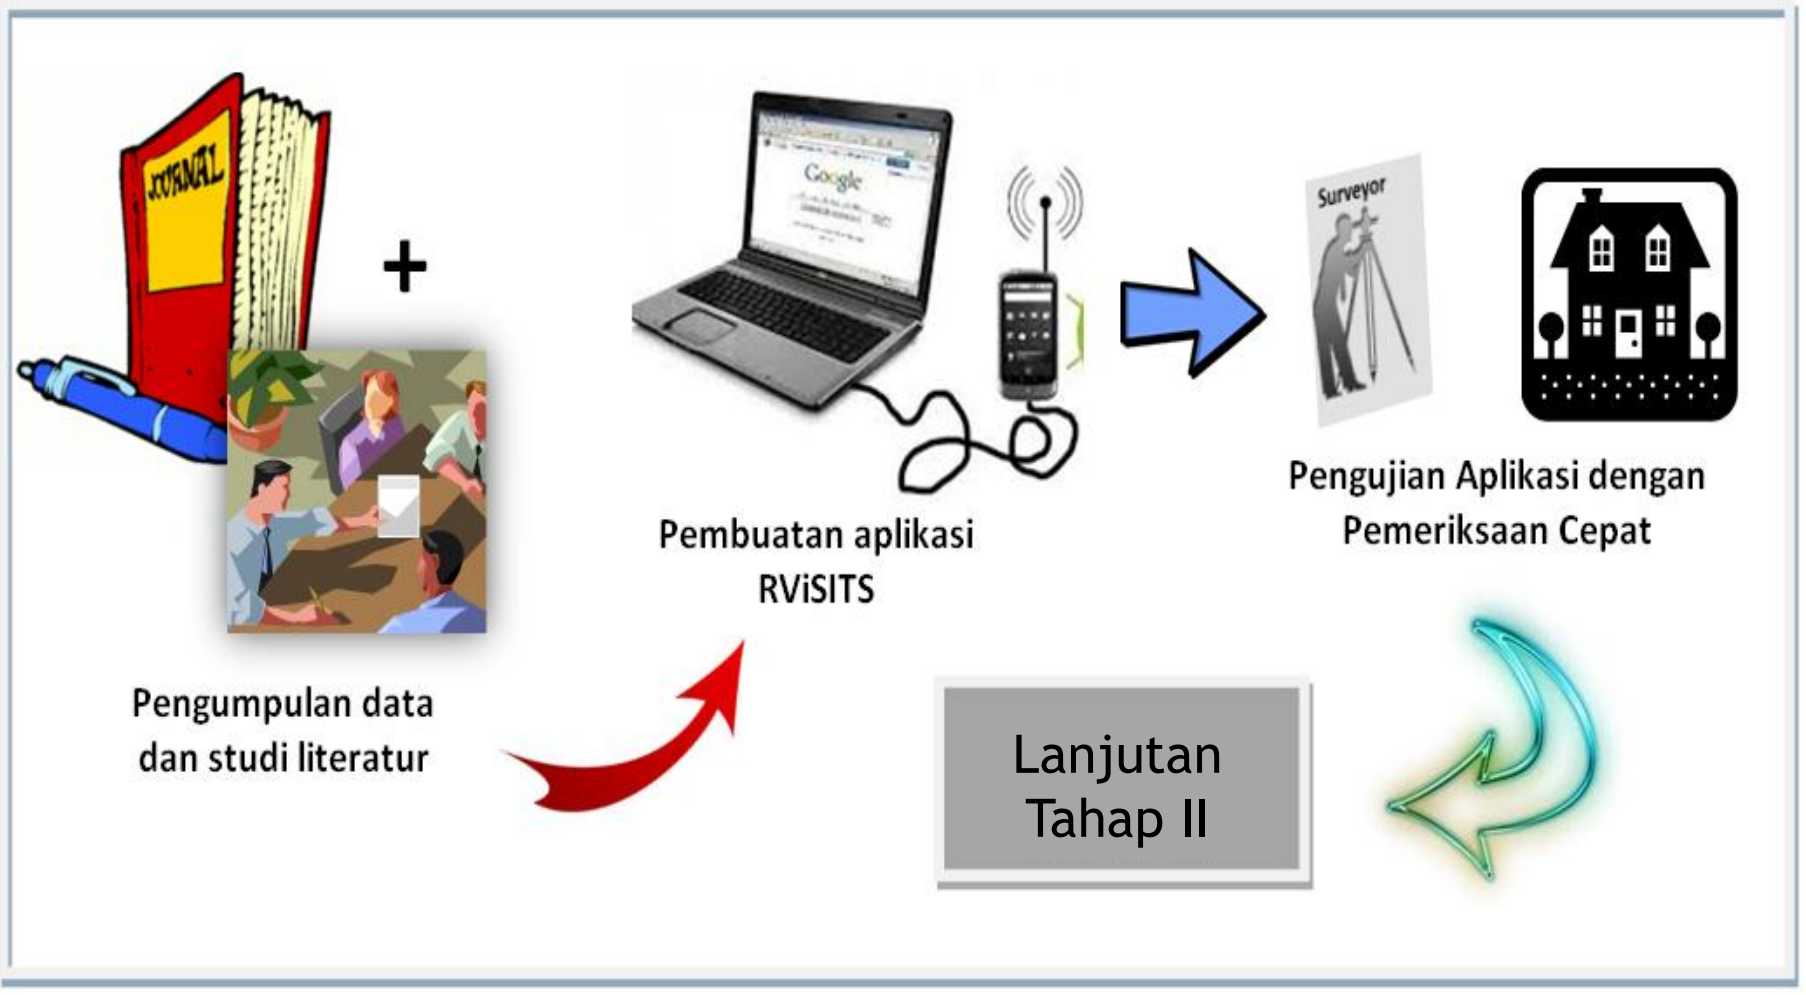 JOURNAL
+
Google
Surveyor
Pengujian Aplikasi dengan
Pemeriksaan Cepat
Pembuatan aplikasi
RViSITS
Pengumpulan data
dan studi literatur
Lanjutan
Tahap II